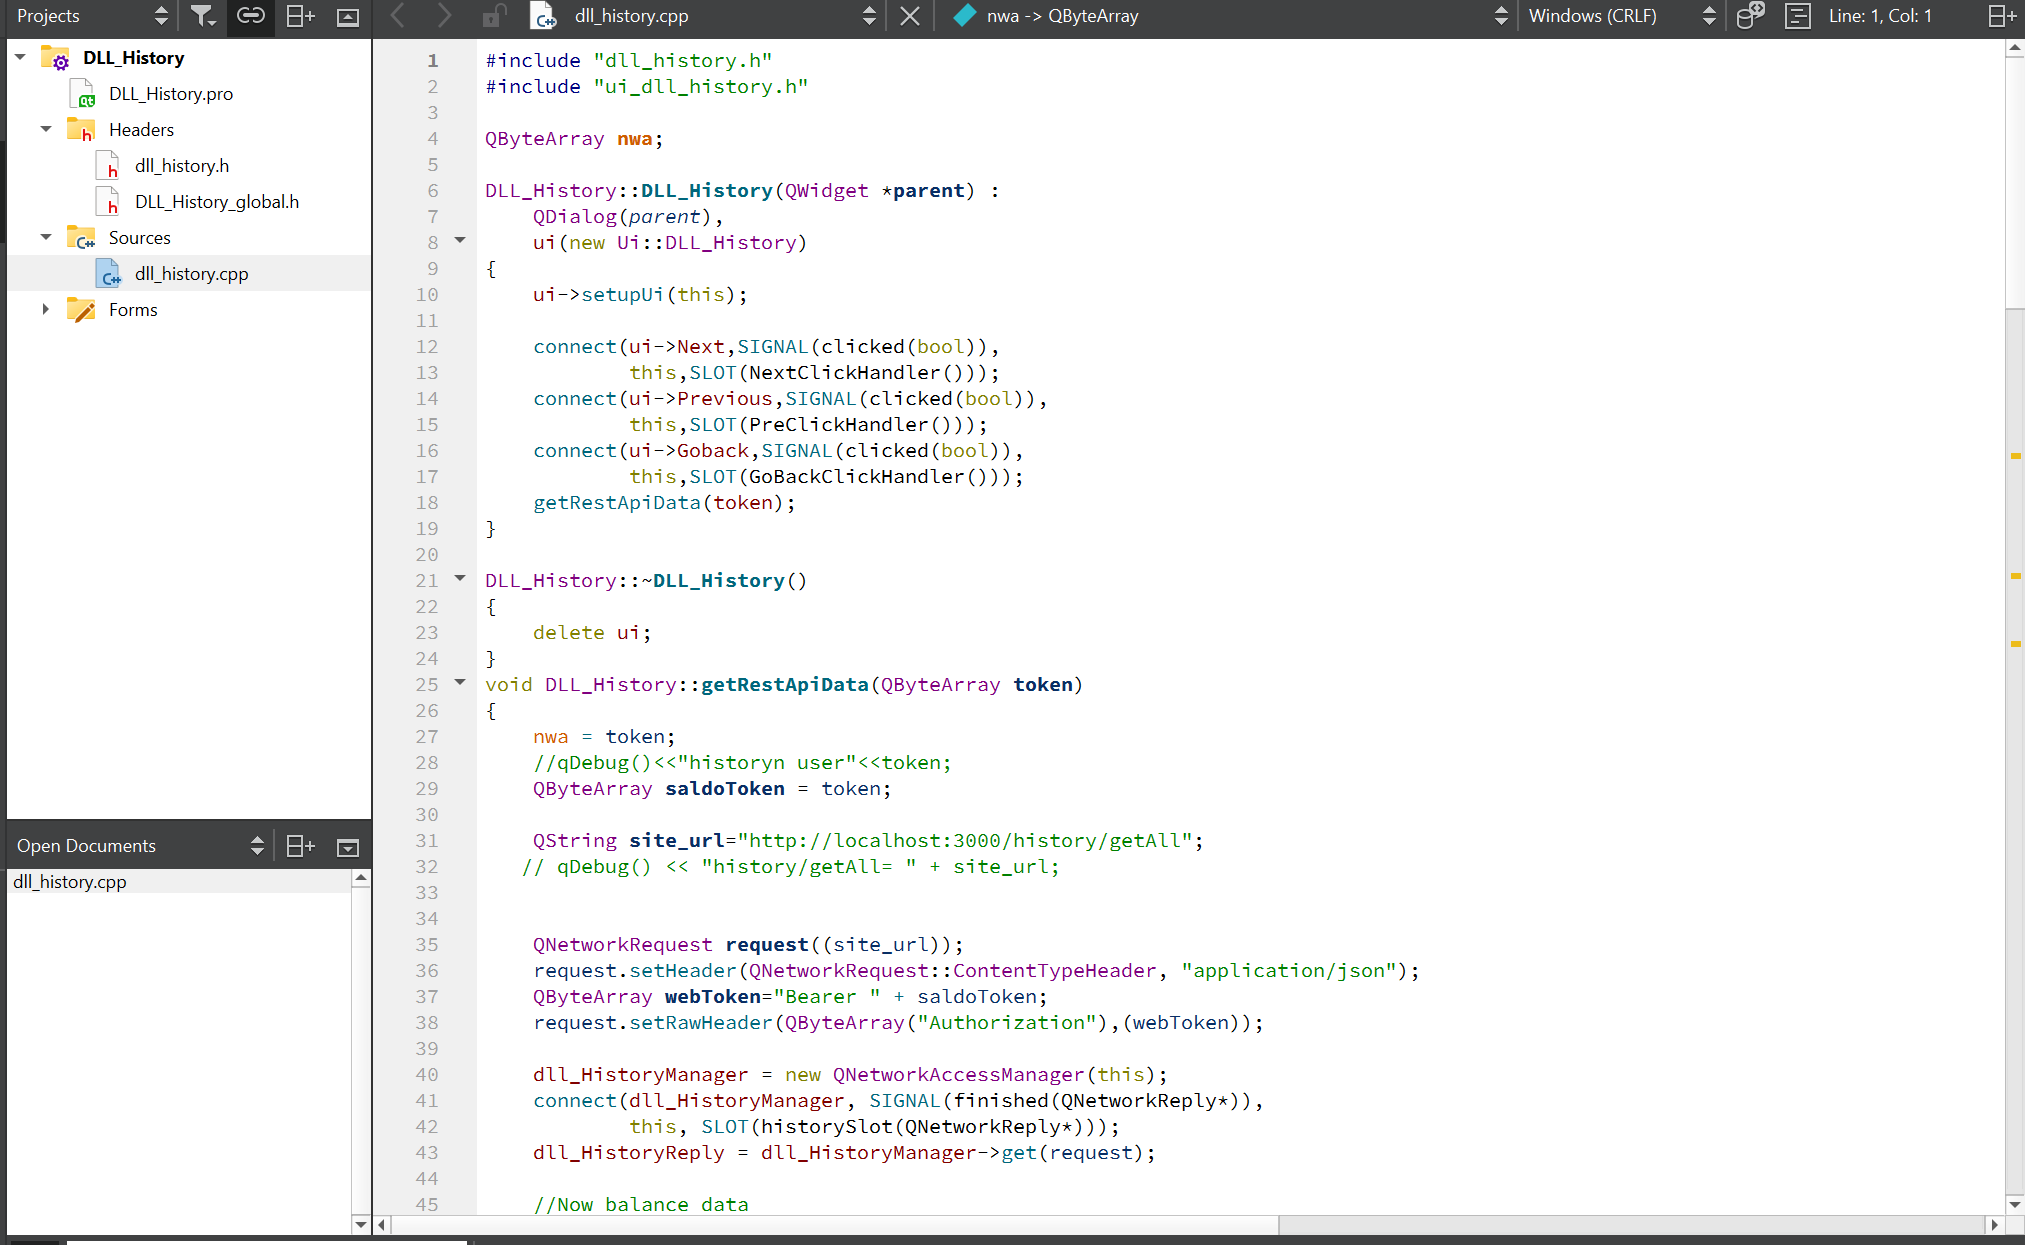 Projects
dll_history.cpp
nwa -> QByteArray
Windows (CRLF)
Line: 1, Col: 1
DLL_History
DLL_History.pro
Headers
dll_history.h
DLL_History_global.h
Sources
dll_history.cpp
Forms
Open Documents
dll_history.cpp
1 #include "dll_history.h"
2 #include "ui_dll_history.h"
3
4 QByteArray nwa;
5
6 DLL_History::DLL_History(QWidget *parent) :
7     QDialog(parent),
8     ui(new Ui::DLL_History)
9 {
10     ui->setupUi(this);
11
12     connect(ui->Next,SIGNAL(clicked(bool)),
13             this,SLOT(NextClickHandler()));
14     connect(ui->Previous,SIGNAL(clicked(bool)),
15             this,SLOT(PreClickHandler()));
16     connect(ui->Goback,SIGNAL(clicked(bool)),
17             this,SLOT(GoBackClickHandler()));
18     getRestApiData(token);
19 }
20
21 DLL_History::~DLL_History()
22 {
23     delete ui;
24 }
25 void DLL_History::getRestApiData(QByteArray token)
26 {
27     nwa = token;
28     //qDebug()<<"historyn user"<<token;
29     QByteArray saldoToken = token;
30
31     QString site_url="http://localhost:3000/history/getAll";
32    // qDebug() << "history/getAll= " + site_url;
33
34
35     QNetworkRequest request((site_url));
36     request.setHeader(QNetworkRequest::ContentTypeHeader, "application/json");
37     QByteArray webToken="Bearer " + saldoToken;
38     request.setRawHeader(QByteArray("Authorization"),(webToken));
39
40     dll_HistoryManager = new QNetworkAccessManager(this);
41     connect(dll_HistoryManager, SIGNAL(finished(QNetworkReply*)),
42             this, SLOT(historySlot(QNetworkReply*)));
43     dll_HistoryReply = dll_HistoryManager->get(request);
44
45     //Now balance data